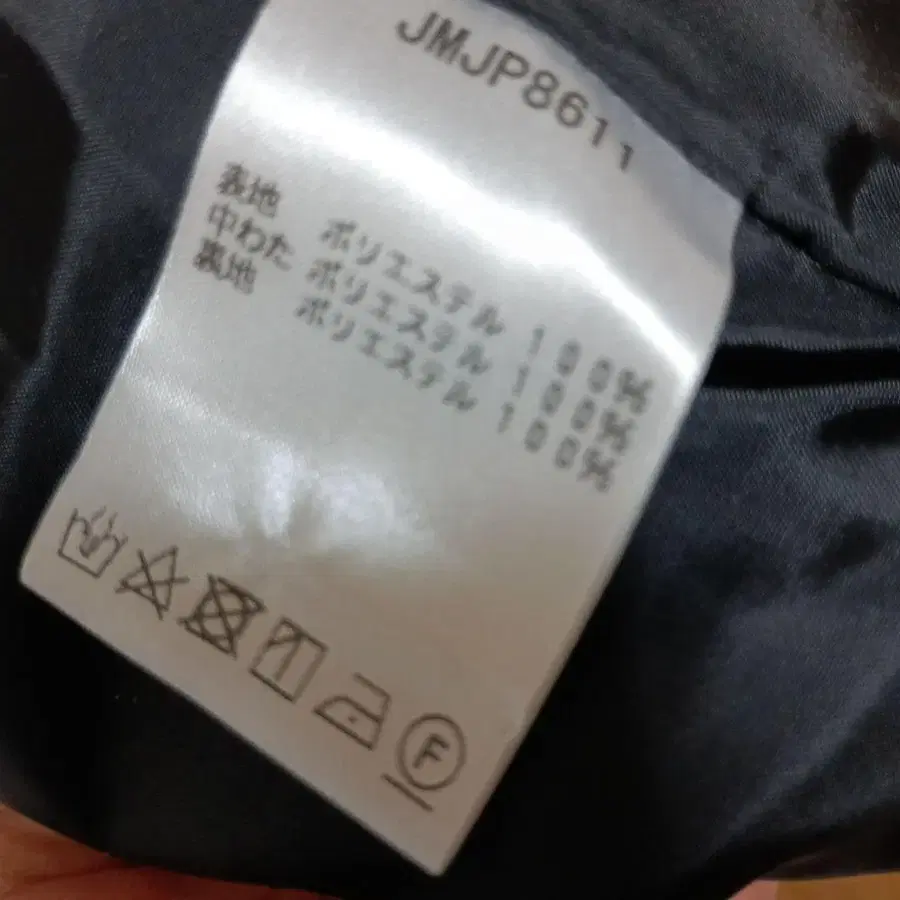 JMJP8611
表地 ポリエステル 100%
中わた ポリエステル 100%
裏地 ポリエステル 100%
F